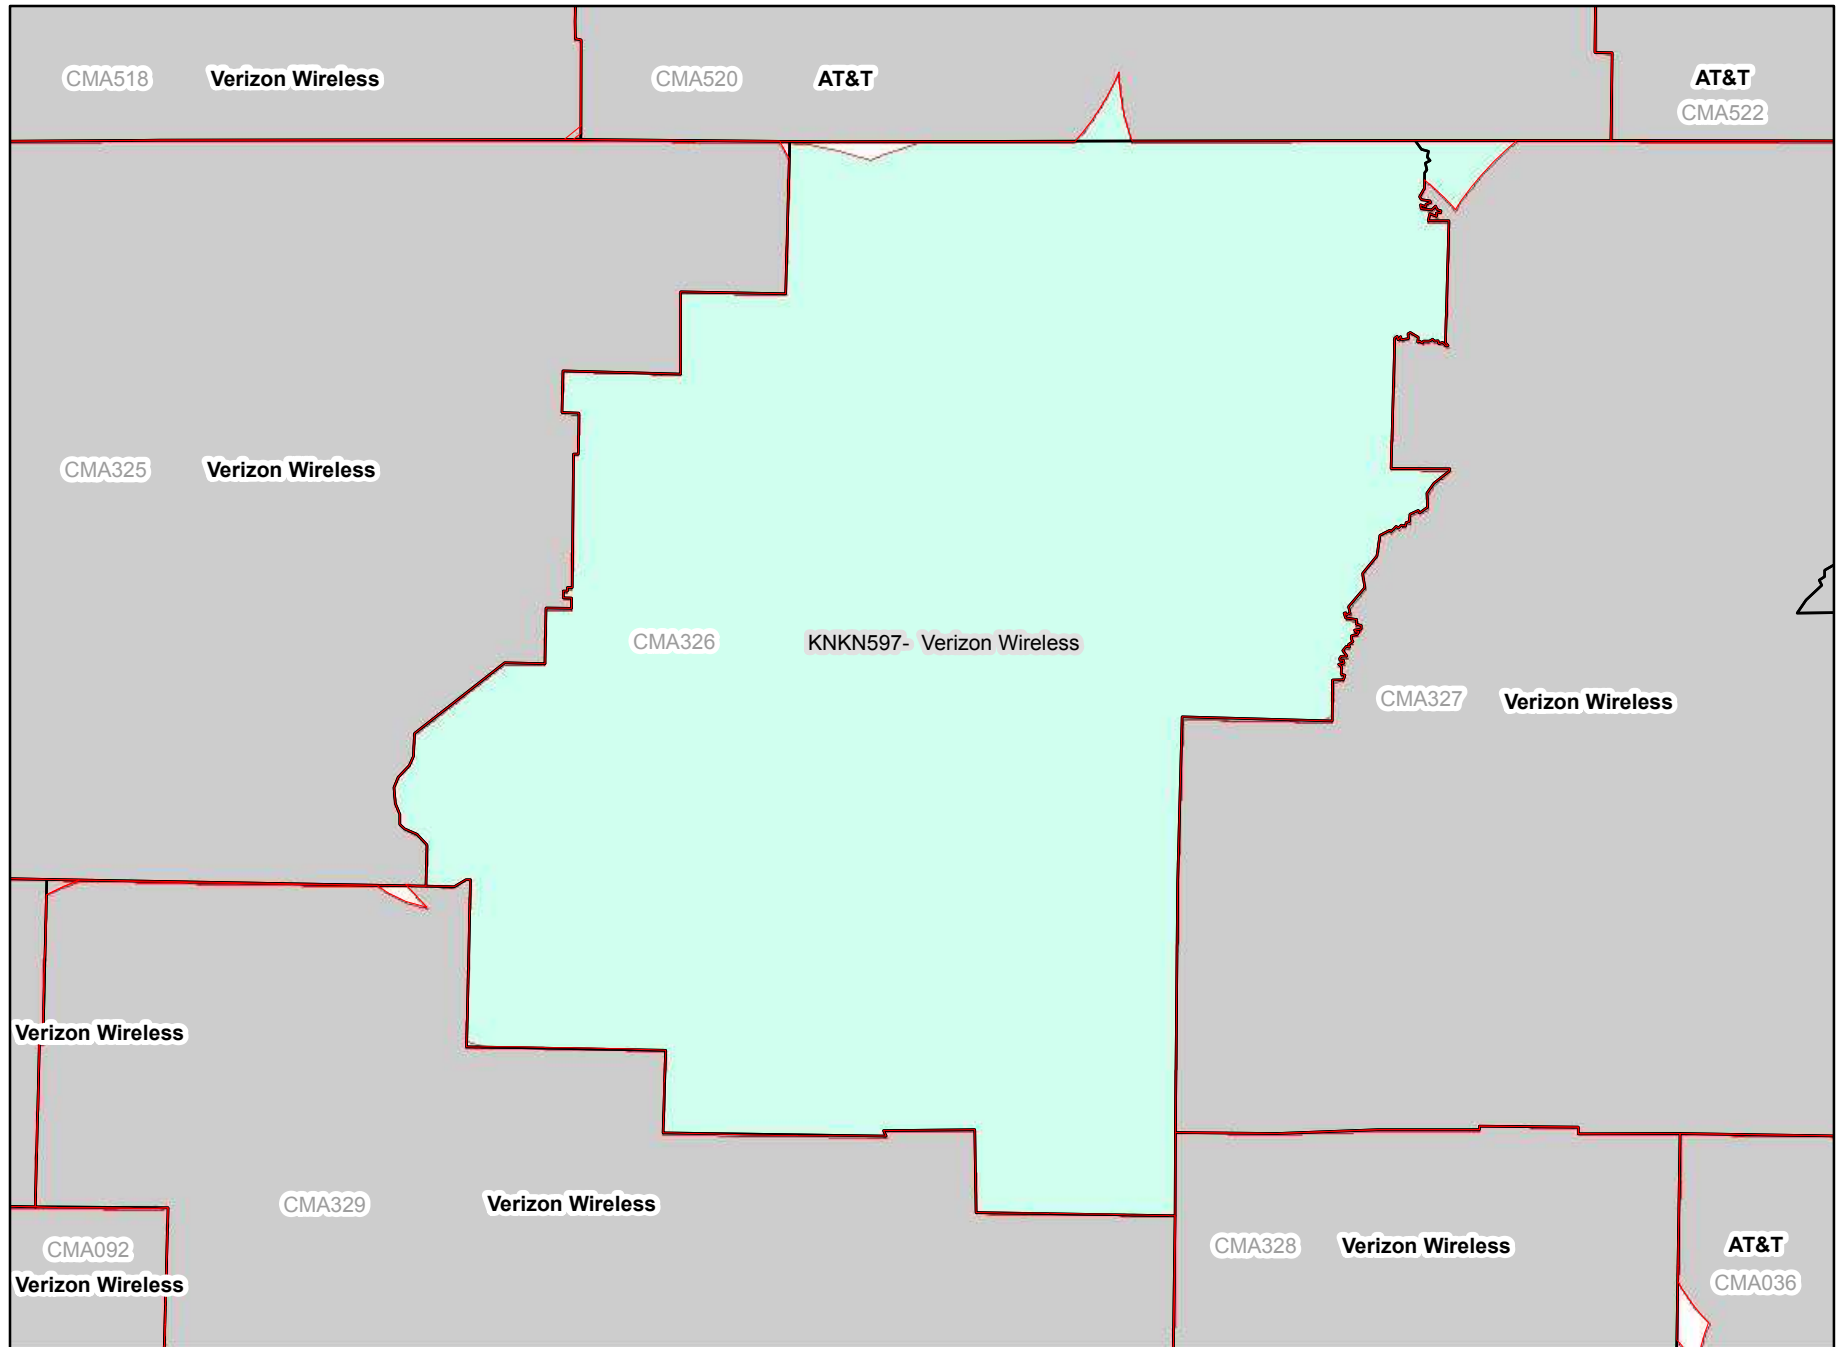 CMA518 Verizon Wireless
CMA520 AT&T
AT&T
CMA522
CMA325 Verizon Wireless
CMA326 KNKN597- Verizon Wireless
CMA327 Verizon Wireless
Verizon Wireless
CMA329 Verizon Wireless
CMA092
Verizon Wireless
CMA328 Verizon Wireless
AT&T
CMA036